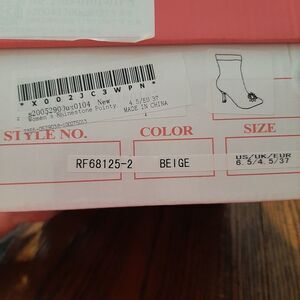 *X002JC3WPN*
New
Women's Rhinestone Pointy
4.5/EU 37
MADE IN CHINA
STYLE NO.
COLOR
SIZE
RF68125-2
BEIGE
US/UK/EUR
6.5/4.5/37